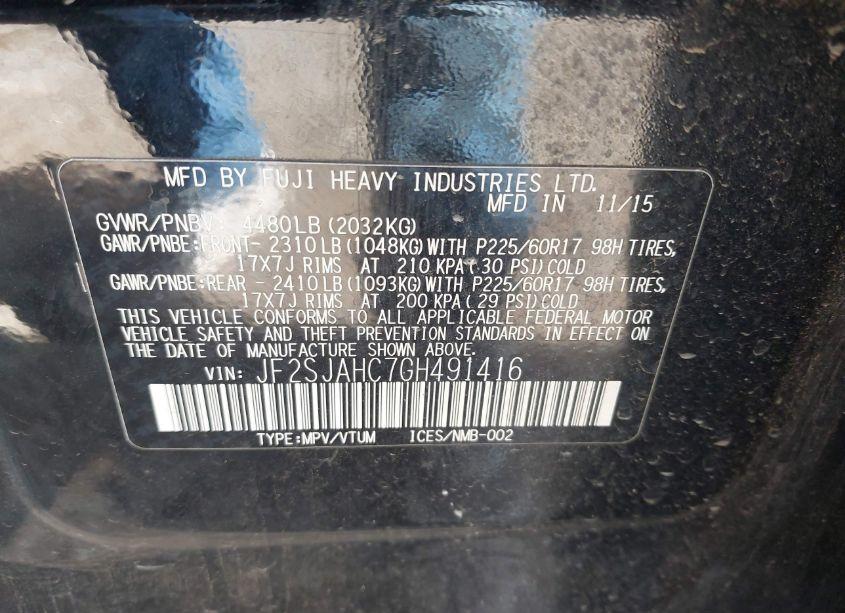 MFD BY FUJI HEAVY INDUSTRIES LTD.
MFD IN 11/15
GVWR/PNBV: 4480LB(2032KG)
GAWR/PNBE:FRONT- 2310LB(1048KG)WITH P225/60R17 98H TIRES,
17X7J RIMS AT 210 KPA(30 PSI)COLD
GAWR/PNBE:REAR - 2410LB(1093KG)WITH P225/60R17 98H TIRES,
17X7J RIMS AT 200 KPA(29 PSI)COLD
THIS VEHICLE CONFORMS TO ALL APPLICABLE FEDERAL MOTOR
VEHICLE SAFETY AND THEFT PREVENTION STANDARDS IN EFFECT ON
THE DATE OF MANUFACTURE SHOWN ABOVE.
VIN: JF2SJAHC7GH491416
TYPE:MPV/VTUM ICES/NMB-002